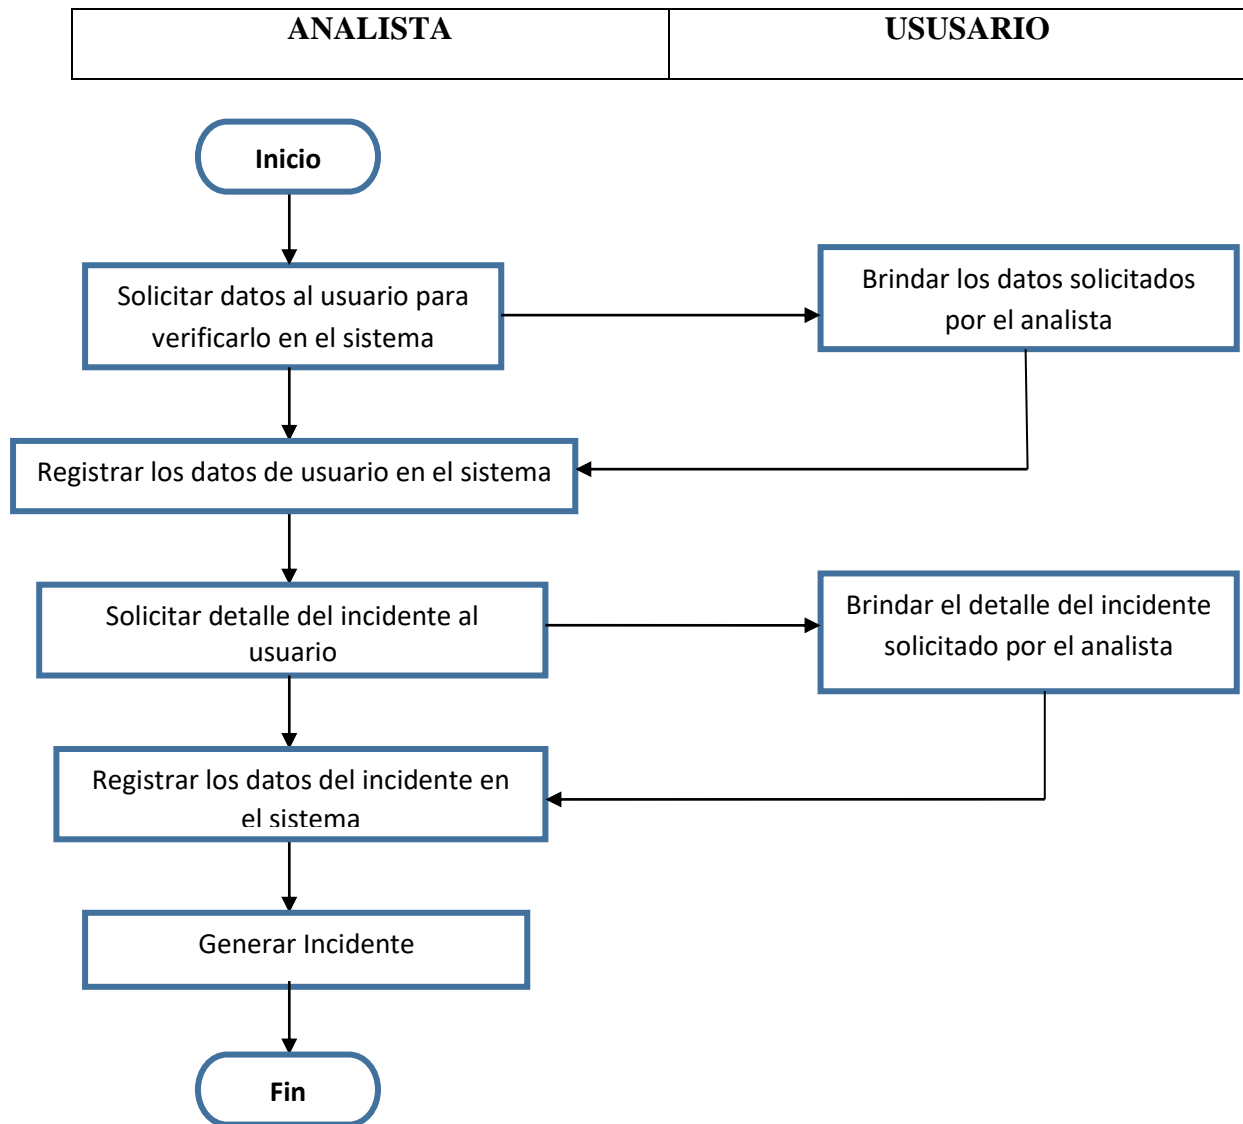 ANALISTA
USUSARIO
Inicio
Solicitar datos al usuario para
verificarlo en el sistema
Brindar los datos solicitados
por el analista
Registrar los datos de usuario en el sistema
Solicitar detalle del incidente al
usuario
Brindar el detalle del incidente
solicitado por el analista
Registrar los datos del incidente en
el sistema
Generar Incidente
Fin